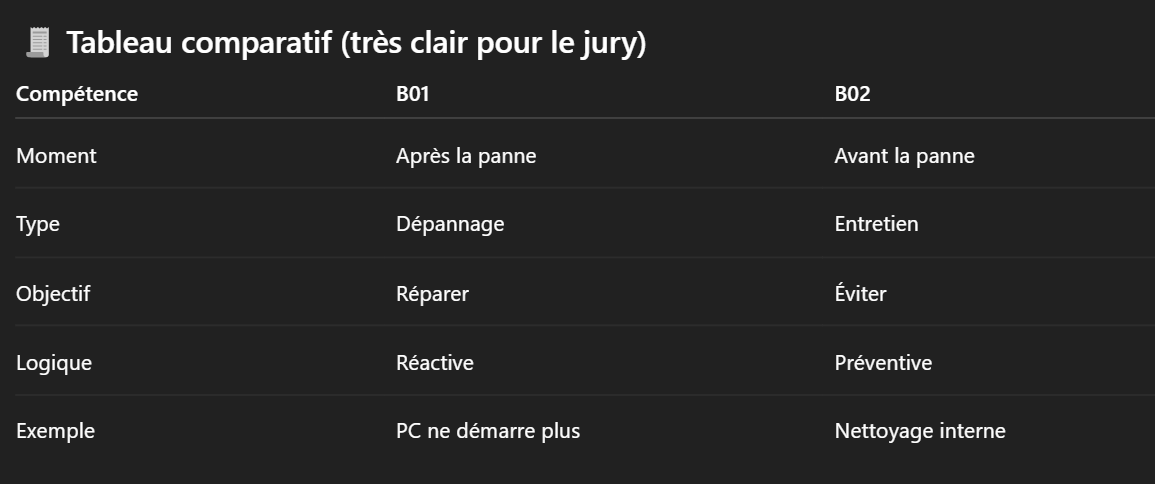 Tableau comparatif (très clair pour le jury)
Compétence B01 B02
Moment Après la panne Avant la panne
Type Dépannage Entretien
Objectif Réparer Éviter
Logique Réactive Préventive
Exemple PC ne démarre plus Nettoyage interne